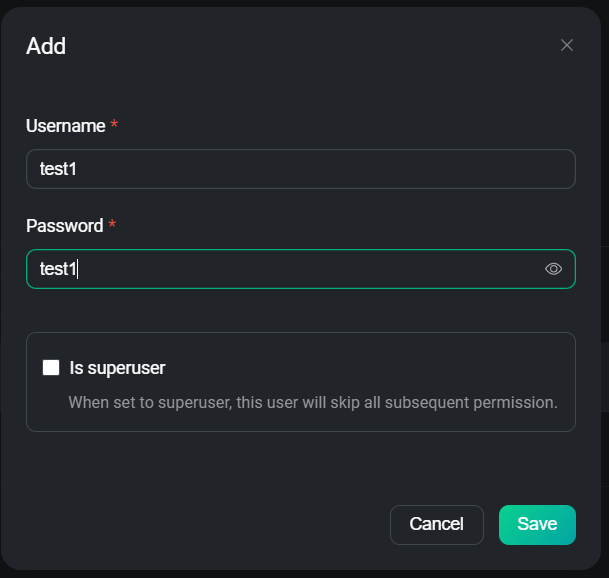 Add
Username *
test1
Password *
test1
Is superuser
When set to superuser, this user will skip all subsequent permission.
Cancel
Save